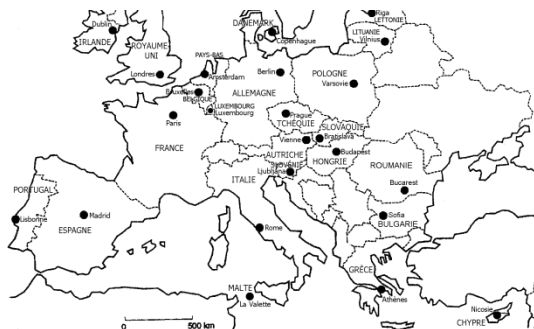 Dublin
IRLANDE
ROYAUME-
UNI
Londres
DANEMARK
Copenhague
Riga
LETTONIE
LITUANIE
Vilnius
PAYS-BAS
Amsterdam
Berlin
POLOGNE
Varsovie
Bruxelles
BELGIQUE
ALLEMAGNE
LUXEMBOURG
Luxembourg
Paris
Prague
TCHÉQUIE
SLOVAQUIE
Bratislava
Vienne
FRANCE
AUTRICHE
Budapest
HONGRIE
SLOVÉNIE
Ljubljana
ROUMANIE
ITALIE
Bucarest
PORTUGAL
Lisbonne
Madrid
ESPAGNE
Rome
Sofia
BULGARIE
GRÈCE
Athènes
MALTE
La Valette
Nicosie
CHYPRE
0
500 km